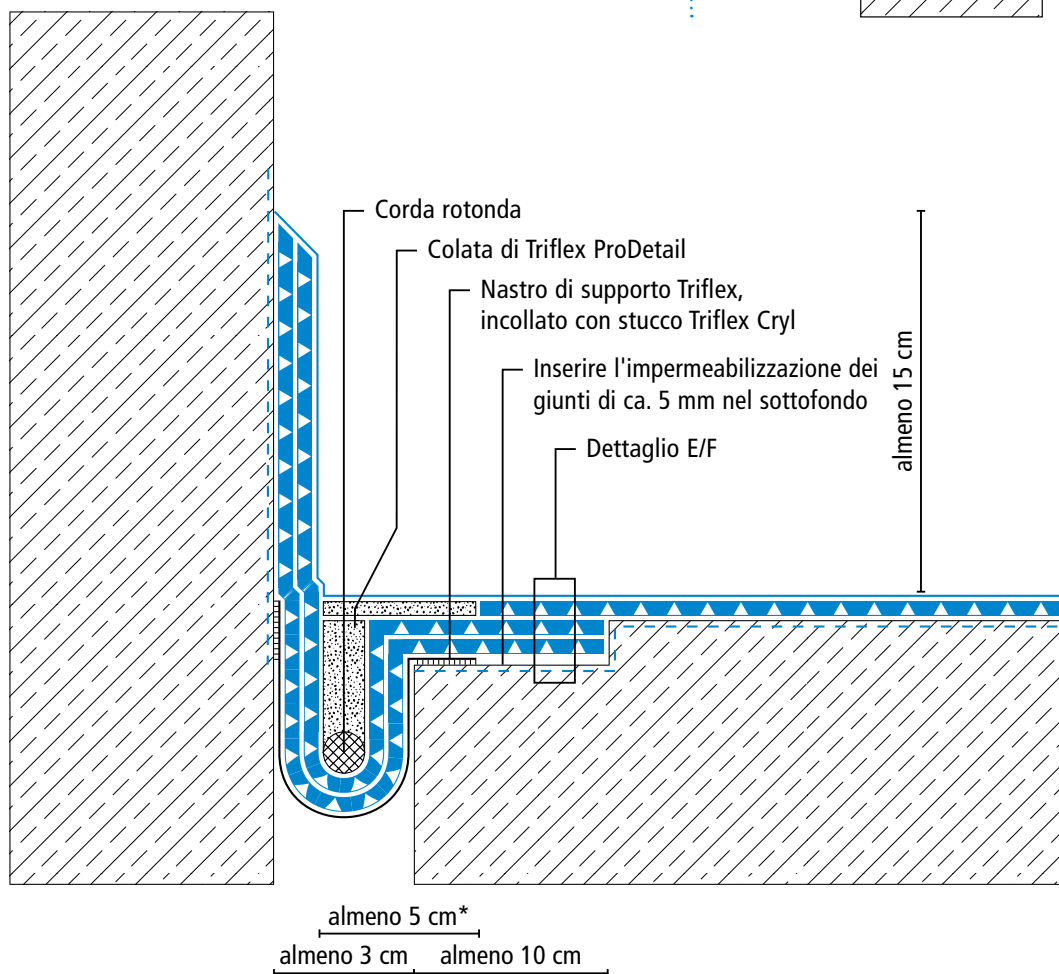 Corda rotonda
Colata di Triflex ProDetail
Nastro di supporto Triflex,
incollato con stucco Triflex Cryl
Inserire l'impermeabilizzazione dei
giunti di ca. 5 mm nel sottofondo
Dettaglio E/F
almeno 15 cm
almeno 5 cm*
almeno 3 cm
almeno 10 cm